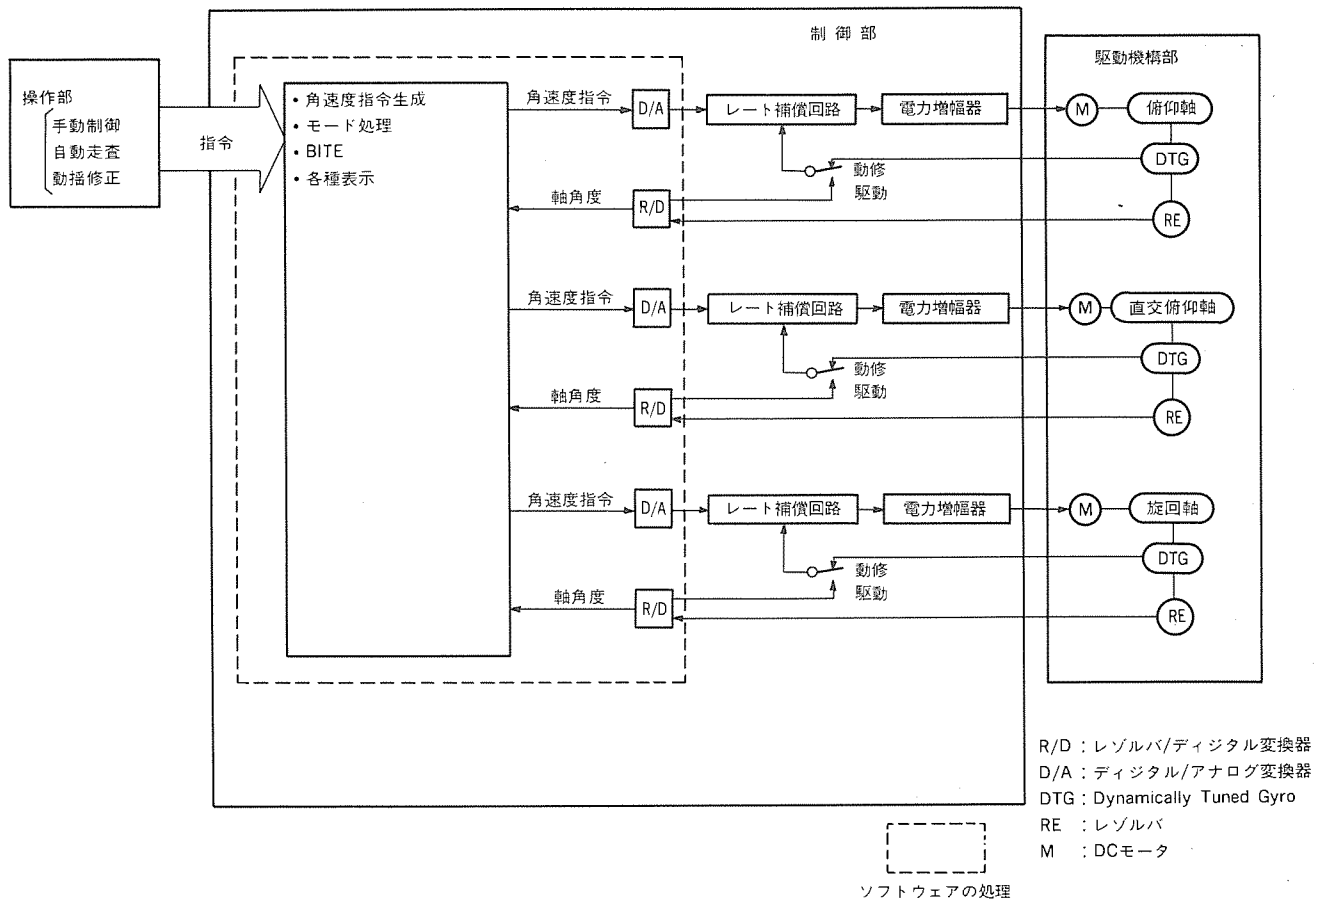 制御部
駆動機構部
操作部
手動制御
自動走査
動揺修正
指令
• 角速度指令生成
• モード処理
• BITE
• 各種表示
角速度指令
D/A
レート補償回路
電力増幅器
M
俯仰軸
DTG
動修
駆動
軸角度
R/D
RE
角速度指令
D/A
レート補償回路
電力増幅器
M
直交俯仰軸
DTG
動修
駆動
軸角度
R/D
RE
角速度指令
D/A
レート補償回路
電力増幅器
M
旋回軸
DTG
動修
駆動
軸角度
R/D
RE
R/D：レゾルバ/ディジタル変換器
D/A：ディジタル/アナログ変換器
DTG：Dynamically Tuned Gyro
RE ：レゾルバ
M ：DCモータ
ソフトウェアの処理